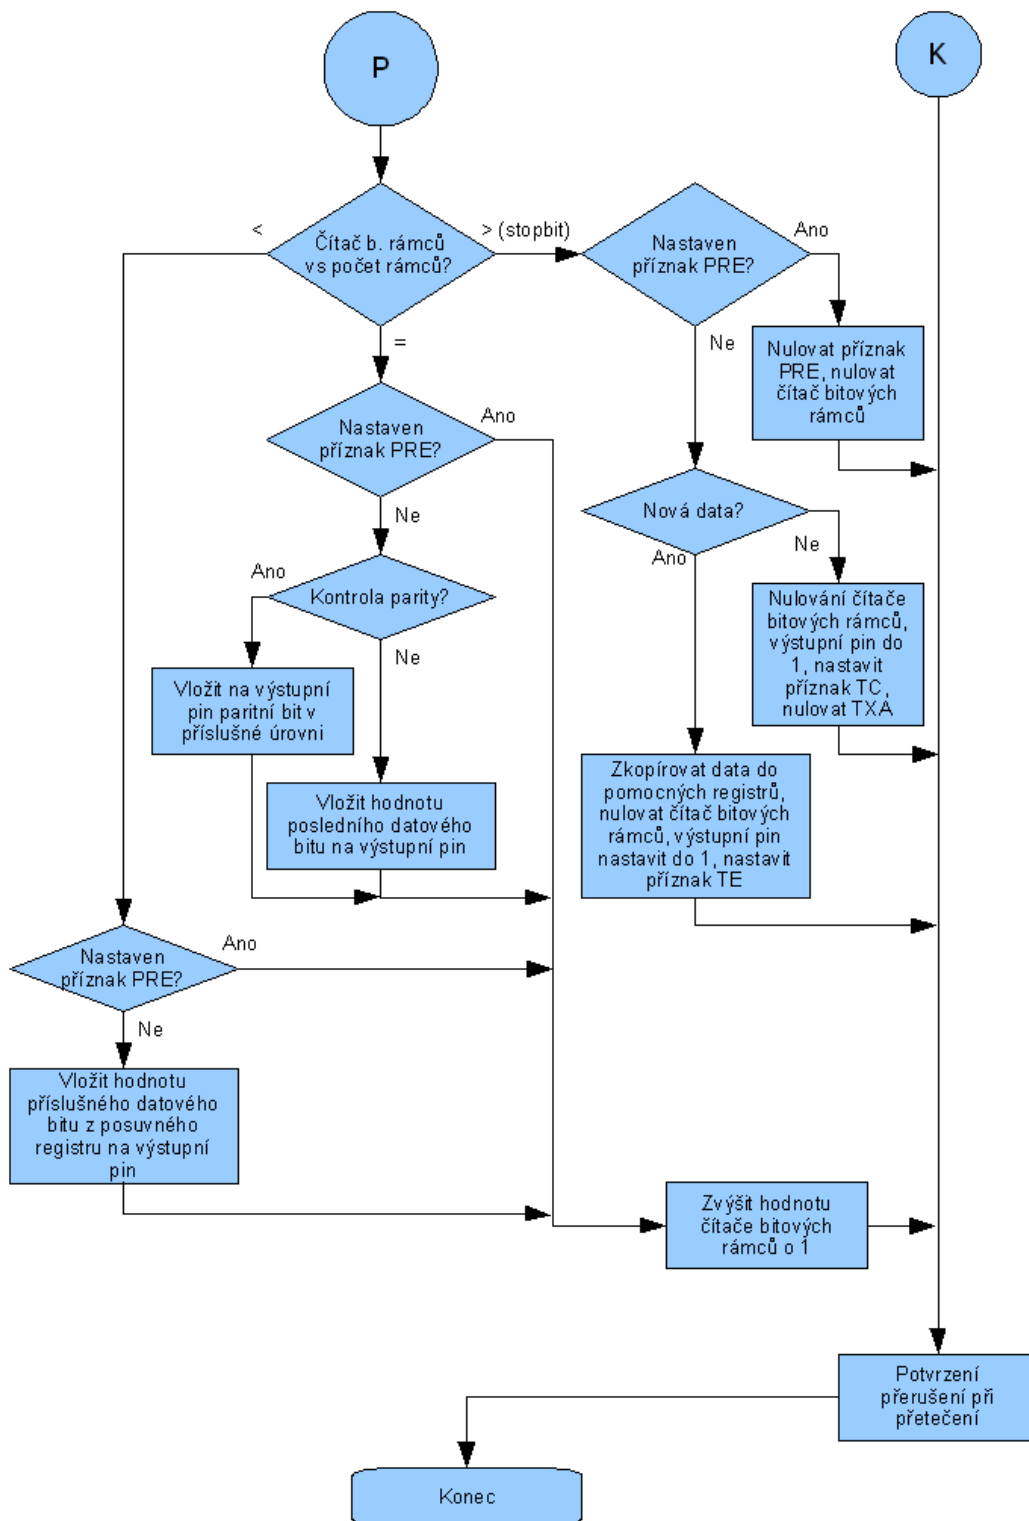 P
K
<
Čítač b. rámců
vs počet rámců?
> (stopbit)
Nastaven
příznak PRE?
Ano
Ne
Nulovat příznak
PRE, nulovat
čítač bitových
rámců
=
Nastaven
příznak PRE?
Ano
Ne
Nová data?
Ne
Ano
Ano
Kontrola parity?
Ne
Nulování čítače
bitových rámců,
výstupní pin do
1, nastavit
příznak TC,
nulovat TXA
Vložit na výstupní
pin paritní bit v
příslušné úrovni
Zkopírovat data do
pomocných registrů,
nulovat čítač bitových
rámců, výstupní pin
nastavit do 1, nastavit
příznak TE
Vložit hodnotu
posledního datového
bitu na výstupní pin
Nastaven
příznak PRE?
Ano
Ne
Vložit hodnotu
příslušného datového
bitu z posuvného
registru na výstupní
pin
Zvýšit hodnotu
čítače bitových
rámců o 1
Potvrzení
přerušení při
přetečení
Konec